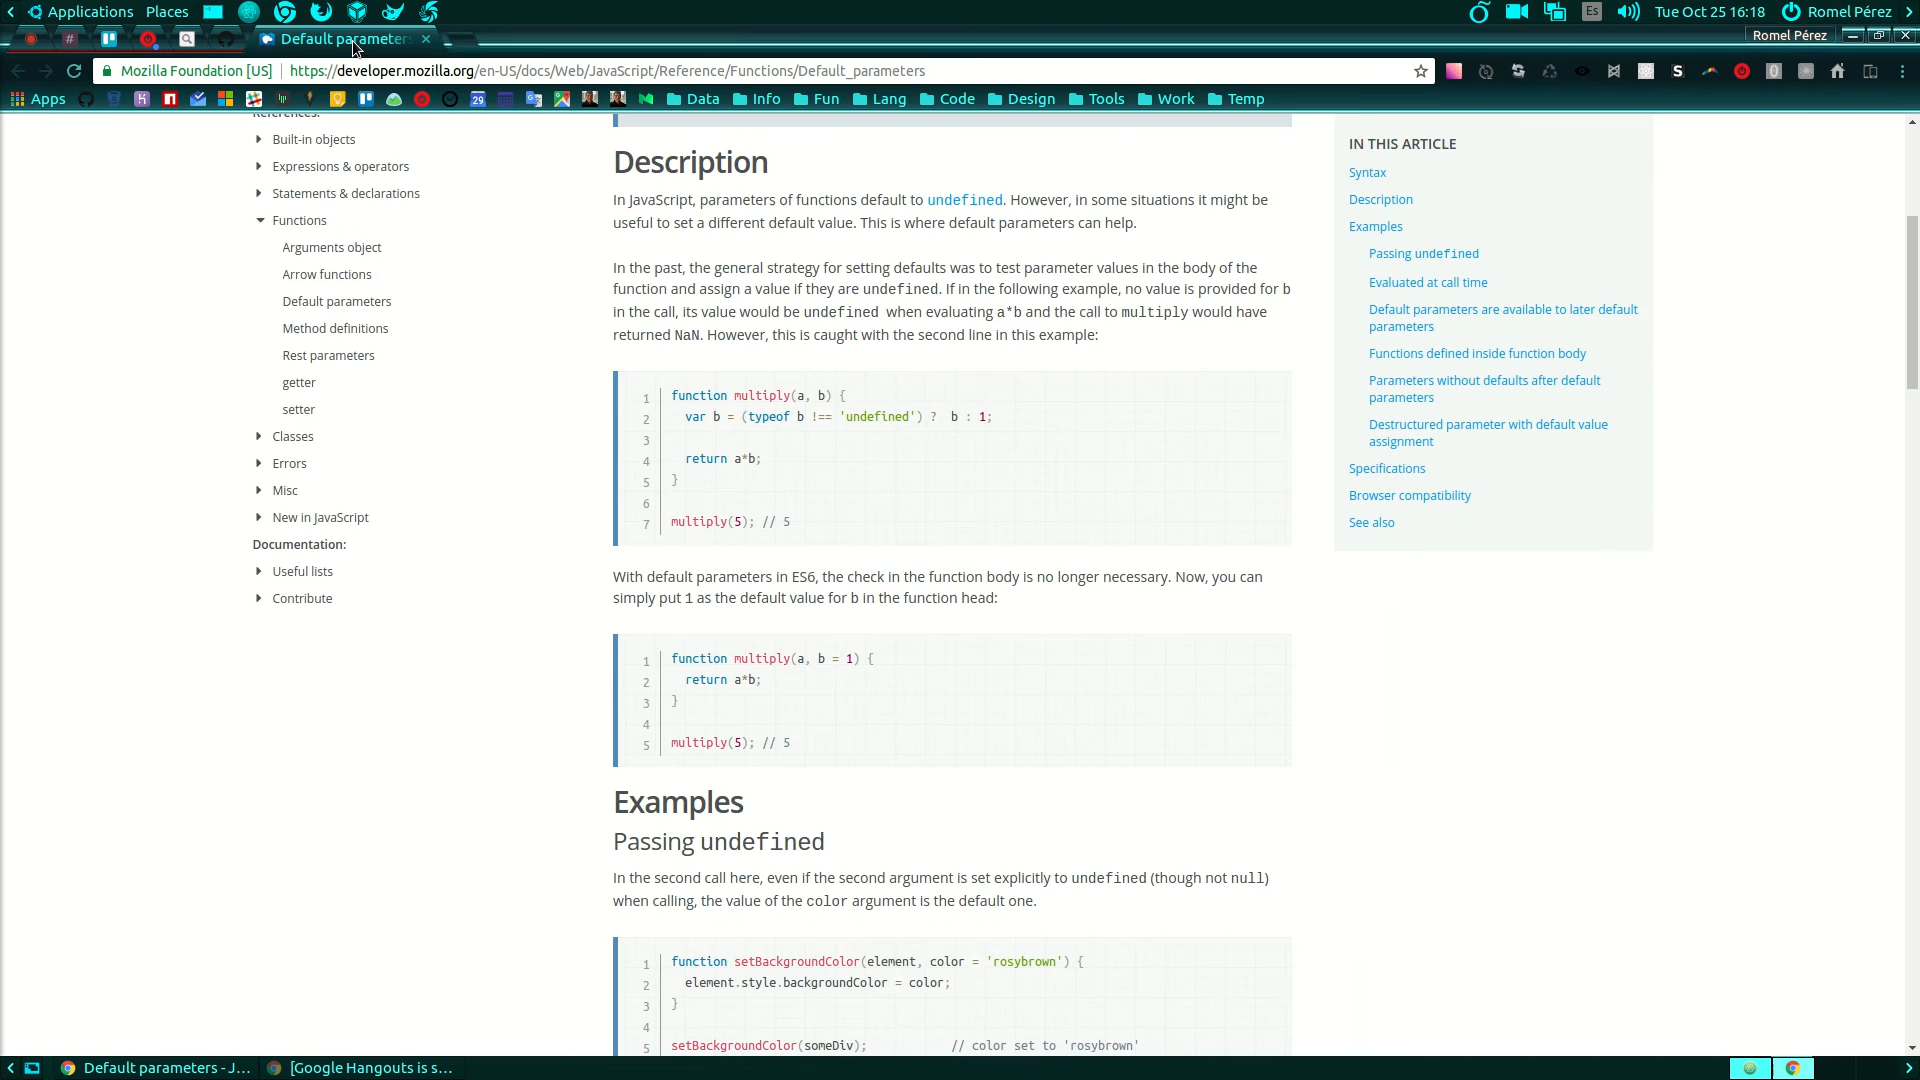 Applications Places Es Tue Oct 25 16:18 Romel Pérez
Default parameter
Romel Pérez
Mozilla Foundation [US] https://developer.mozilla.org/en-US/docs/Web/JavaScript/Reference/Functions/Default_parameters
Apps Data Info Fun Lang Code Design Tools Work Temp
References:
Built-in objects
Expressions & operators
Statements & declarations
Functions
Arguments object
Arrow functions
Default parameters
Method definitions
Rest parameters
getter
setter
Classes
Errors
Misc
New in JavaScript
Documentation:
Useful lists
Contribute
Description
In JavaScript, parameters of functions default to undefined. However, in some situations it might be
useful to set a different default value. This is where default parameters can help.
In the past, the general strategy for setting defaults was to test parameter values in the body of the
function and assign a value if they are undefined. If in the following example, no value is provided for b
in the call, its value would be undefined when evaluating a*b and the call to multiply would have
returned NaN. However, this is caught with the second line in this example:
1 function multiply(a, b) {
2 var b = (typeof b !== 'undefined') ? b : 1;
3
4 return a*b;
5 }
6
7 multiply(5); // 5
With default parameters in ES6, the check in the function body is no longer necessary. Now, you can
simply put 1 as the default value for b in the function head:
1 function multiply(a, b = 1) {
2 return a*b;
3 }
4
5 multiply(5); // 5
Examples
Passing undefined
In the second call here, even if the second argument is set explicitly to undefined (though not null)
when calling, the value of the color argument is the default one.
1 function setBackgroundColor(element, color = 'rosybrown') {
2 element.style.backgroundColor = color;
3 }
4
5 setBackgroundColor(someDiv); // color set to 'rosybrown'
IN THIS ARTICLE
Syntax
Description
Examples
Passing undefined
Evaluated at call time
Default parameters are available to later default
parameters
Functions defined inside function body
Parameters without defaults after default
parameters
Destructured parameter with default value
assignment
Specifications
Browser compatibility
See also
Default parameters - J... [Google Hangouts is s...